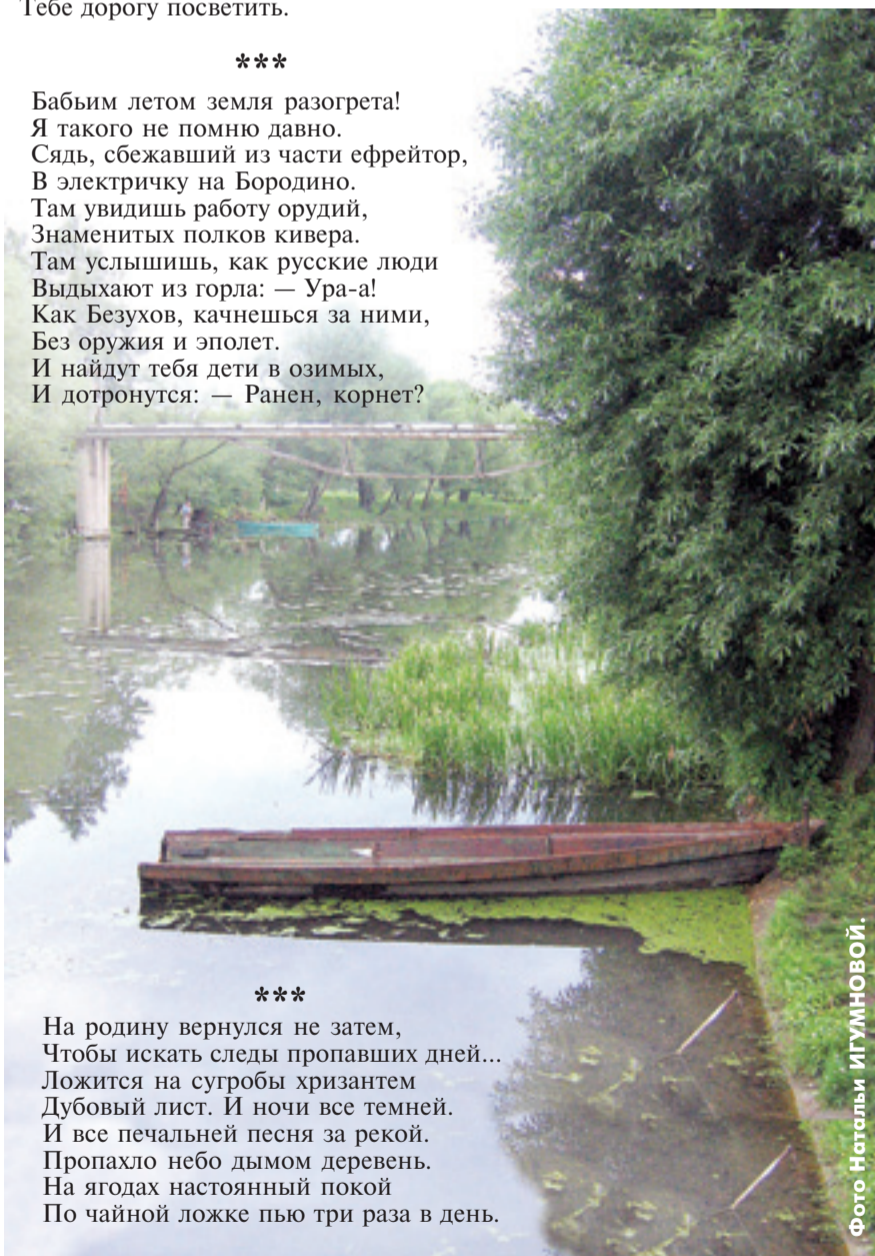 Тебе дорогу посветить.
***
Бабьим летом земля разогрета!
Я такого не помню давно.
Сядь, сбежавший из части ефрейтор,
В электричку на Бородино.
Там увидишь работу орудий,
Знаменитых полков кивера.
Там услышишь, как русские люди
Выдыхают из горла: — Ура-а!
Как Безухов, качнешься за ними,
Без оружия и эполет.
И найдут тебя дети в озимых,
И дотронутся: — Ранен, корнет?
***
На родину вернулся не затем,
Чтобы искать следы пропавших дней...
Ложится на сугробы хризантем
Дубовый лист. И ночи все темней.
И все печальней песня за рекой.
Пропахло небо дымом деревень.
На ягодах настоянный покой
По чайной ложке пью три раза в день.
Фото Натальи ИГУМНОВОЙ.